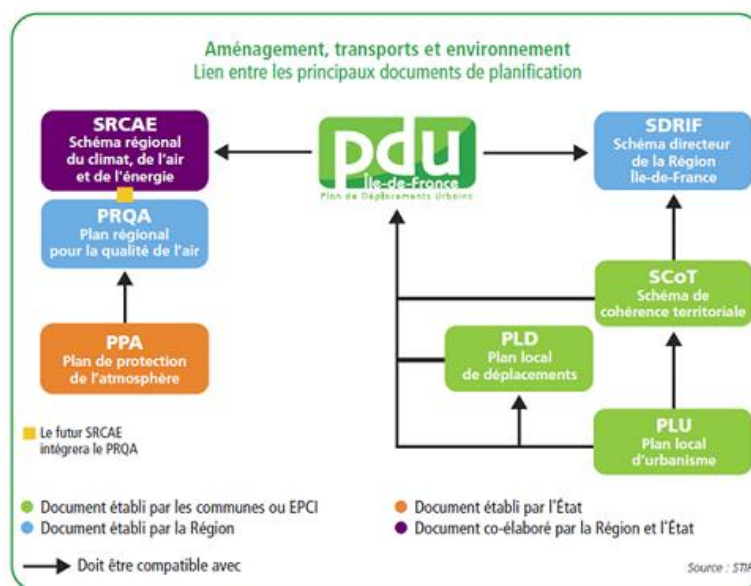 Aménagement, transports et environnement
Lien entre les principaux documents de planification
SRCAE
Schéma régional
du climat, de l'air
et de l'énergie
pdu
Île-de-France
Plan de Déplacements Urbains
SDRIF
Schéma directeur
de la Région
Île-de-France
PRQA
Plan régional
pour la qualité de l'air
SCoT
Schéma de
cohérence territoriale
PPA
Plan de protection
de l'atmosphère
PLD
Plan local
de déplacements
PLU
Plan local
d'urbanisme
Le futur SRCAE
intégrera le PRQA
Document établi par les communes ou EPCI
Document établi par l'État
Document établi par la Région
Document co-élaboré par la Région et l'État
Doit être compatible avec
Source : STIF